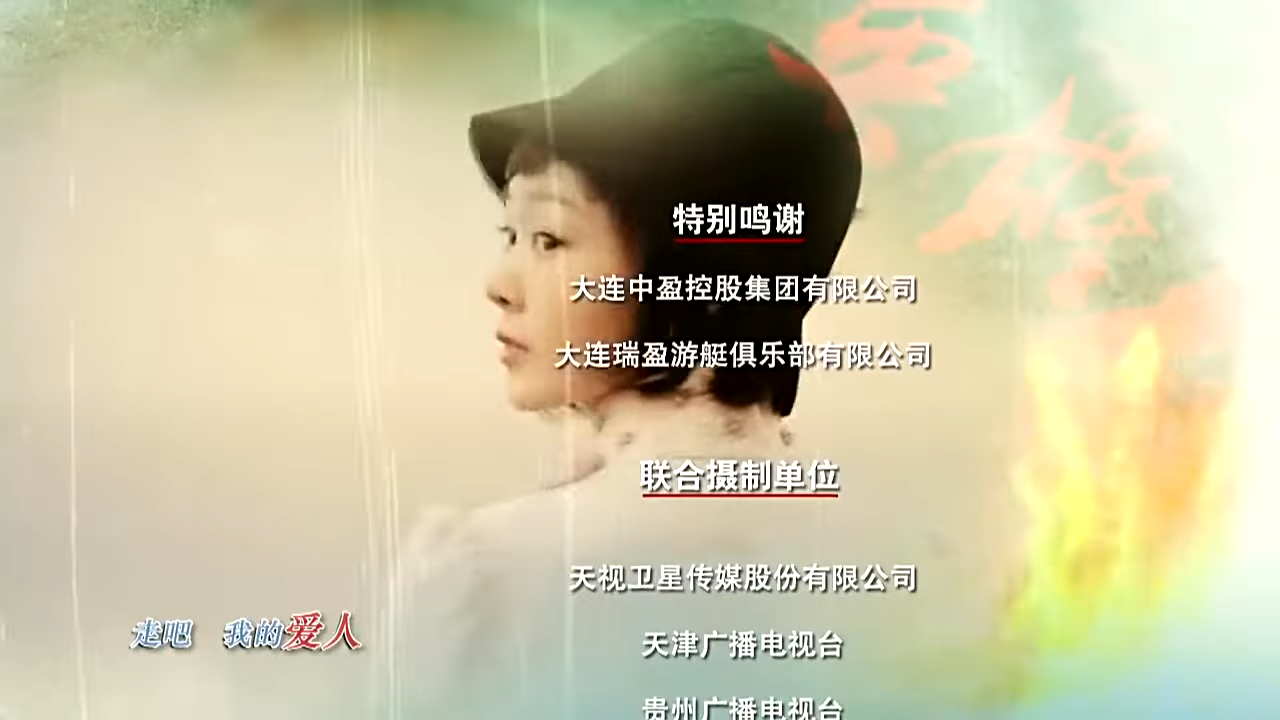 特别鸣谢
大连中盈控股集团有限公司
大连瑞盈游艇俱乐部有限公司
联合摄制单位
天视卫星传媒股份有限公司
天津广播电视台
贵州广播电视台
走吧 我的爱人